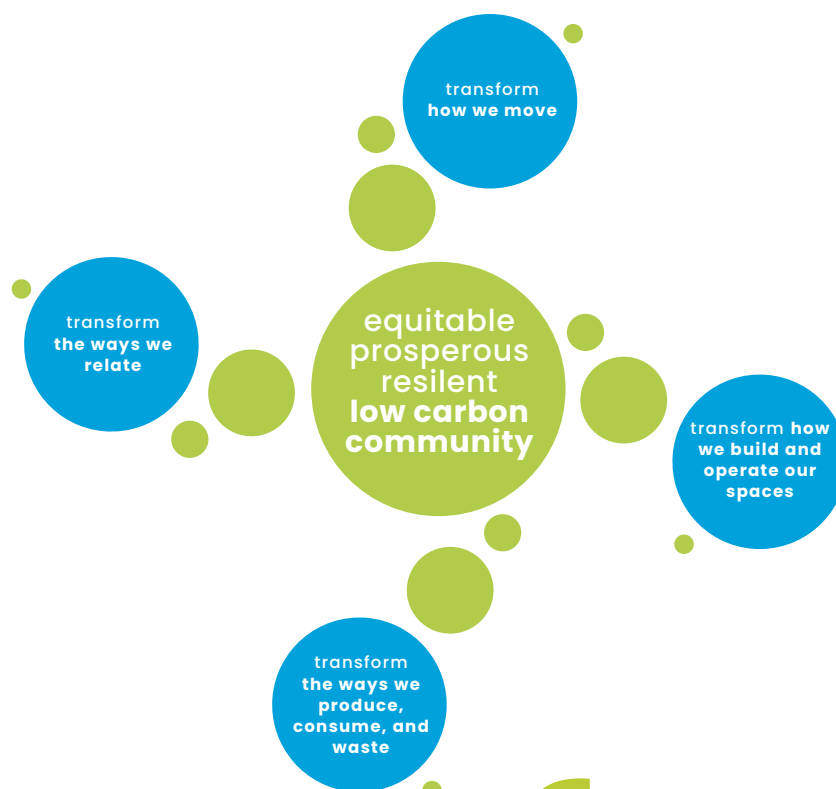 transform
how we move
transform
the ways we
relate
equitable
prosperous
resilent
low carbon
community
transform how
we build and
operate our
spaces
transform
the ways we
produce,
consume, and
waste